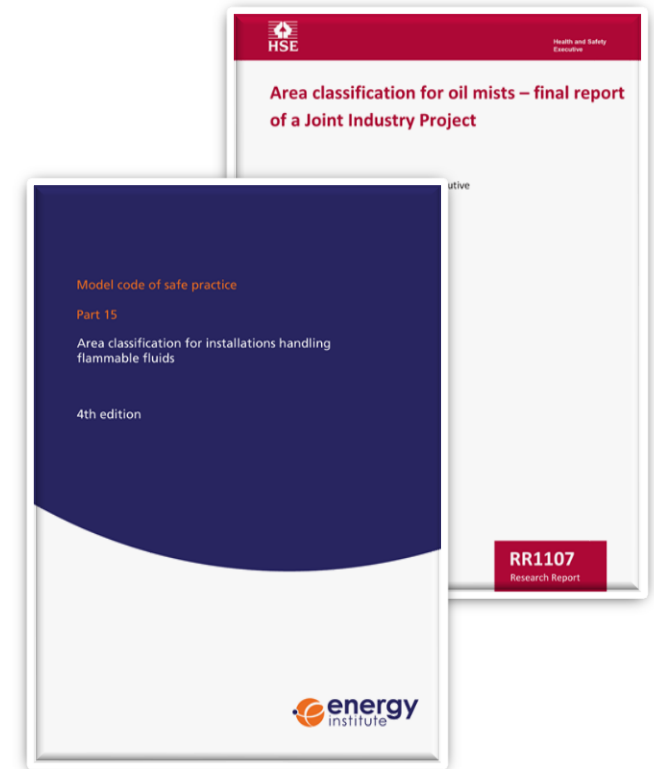 HSE
Health and Safety
Executive
Area classification for oil mists – final report
of a Joint Industry Project
utive
RR1107
Research Report
Model code of safe practice
Part 15
Area classification for installations handling
flammable fluids
4th edition
energy
institute